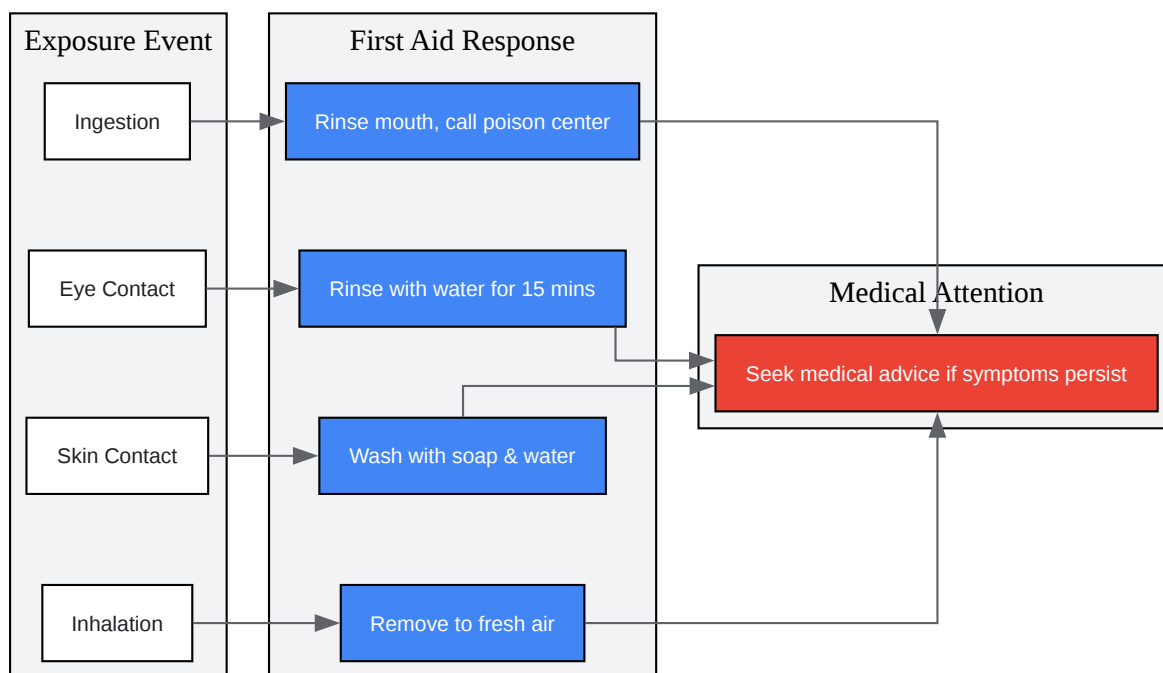 Exposure Event
First Aid Response
Ingestion
Rinse mouth, call poison center
Eye Contact
Rinse with water for 15 mins
Medical Attention
Seek medical advice if symptoms persist
Skin Contact
Wash with soap & water
Inhalation
Remove to fresh air